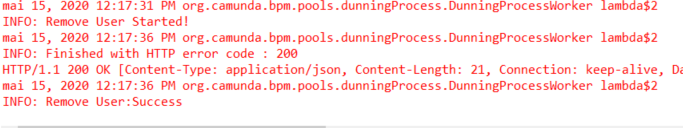 mai 15, 2020 12:17:31 PM org.camunda.bpm.pools.dunningProcess.DunningProcessWorker lambda$2
INFO: Remove User Started!
mai 15, 2020 12:17:36 PM org.camunda.bpm.pools.dunningProcess.DunningProcessWorker lambda$2
INFO: Finished with HTTP error code : 200
HTTP/1.1 200 OK [Content-Type: application/json, Content-Length: 21, Connection: keep-alive, Da
mai 15, 2020 12:17:36 PM org.camunda.bpm.pools.dunningProcess.DunningProcessWorker lambda$2
INFO: Remove User:Success